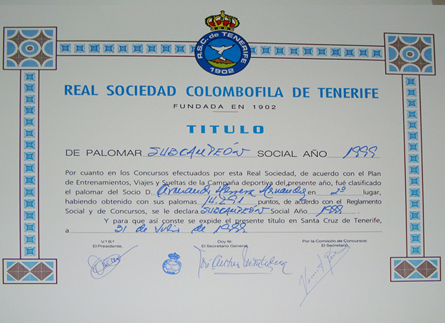 R.S.C. de TENERIFE
1902
REAL SOCIEDAD COLOMBOFILA DE TENERIFE
FUNDADA EN 1902
TITULO
DE PALOMAR SUBCAMPEÓN SOCIAL AÑO 1999
Por cuanto en los Concursos efectuados por esta Real Sociedad, de acuerdo con el Plan
de Entrenamientos, Viajes y Sueltas de la Campaña deportiva del presente año, fué clasificado
el palomar del Socio D. Fernando Herrera en 2º lugar,
habiendo obtenido con sus palomas 14.291 puntos, de acuerdo con el Reglamento
Social y de Concursos, se le declara SUBCAMPEÓN Social Año 1999
Y para que así conste se expide el presente título en Santa Cruz de Tenerife,
a 31 de Julio de 1999
V.º B.º
El Presidente,
Doy fé
El Secretario General
Por la Comisión de Concursos
El Secretario,